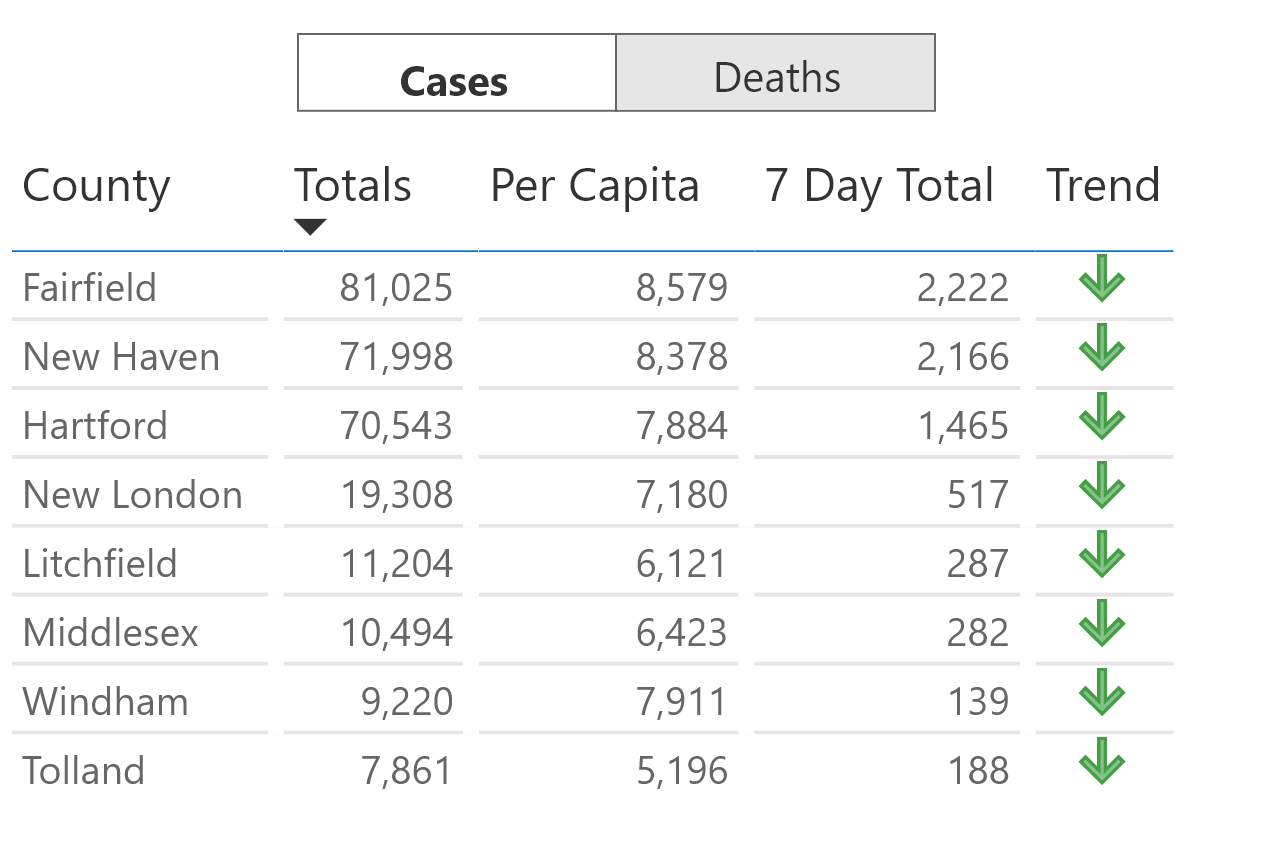 Cases Deaths
County Totals Per Capita 7 Day Total Trend
Fairfield 81,025 8,579 2,222
New Haven 71,998 8,378 2,166
Hartford 70,543 7,884 1,465
New London 19,308 7,180 517
Litchfield 11,204 6,121 287
Middlesex 10,494 6,423 282
Windham 9,220 7,911 139
Tolland 7,861 5,196 188